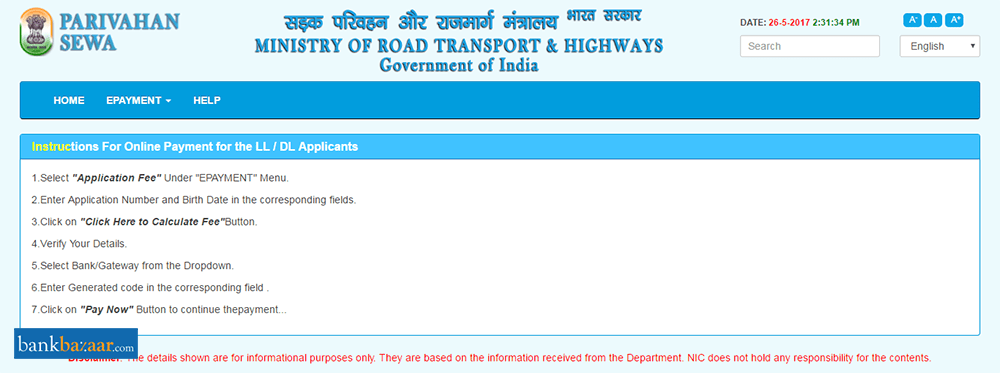 PARIVAHAN
SEWA
सड़क परिवहन और राजमार्ग मंत्रालय भारत सरकार
MINISTRY OF ROAD TRANSPORT & HIGHWAYS
Government of India
DATE: 26-5-2017 2:31:34 PM
A- A A+
Search
English
HOME EPAYMENT HELP
Instructions For Online Payment for the LL / DL Applicants
1.Select "Application Fee" Under "EPAYMENT" Menu.
2.Enter Application Number and Birth Date in the corresponding fields.
3.Click on "Click Here to Calculate Fee"Button.
4.Verify Your Details.
5.Select Bank/Gateway from the Dropdown.
6.Enter Generated code in the corresponding field .
7.Click on "Pay Now" Button to continue thepayment...
bankbazaar.com
Disclaimer: The details shown are for informational purposes only. They are based on the information received from the Department. NIC does not hold any responsibility for the contents.